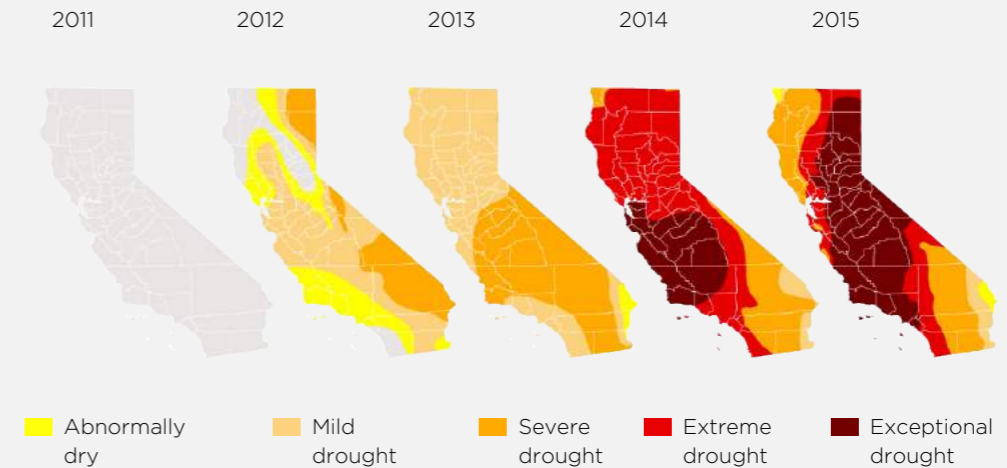 2011 2012 2013 2014 2015
Abnormally
dry
Mild
drought
Severe
drought
Extreme
drought
Exceptional
drought